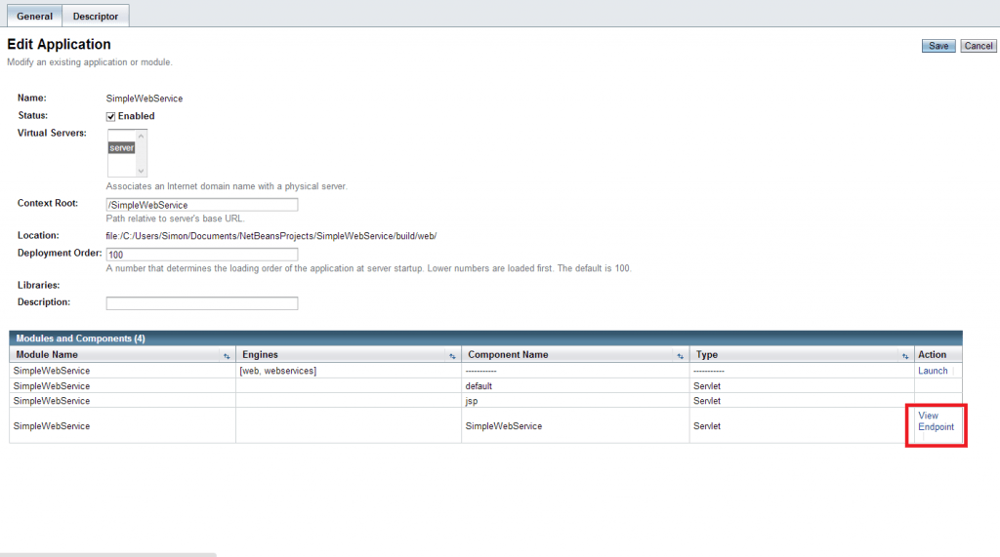 General Descriptor
Edit Application
Save Cancel
Modify an existing application or module.
Name: SimpleWebService
Status: Enabled
Virtual Servers:
server
Associates an Internet domain name with a physical server.
Context Root: /SimpleWebService
Path relative to server's base URL.
Location: file:/C:/Users/Simon/Documents/NetBeansProjects/SimpleWebService/build/web/
Deployment Order: 100
A number that determines the loading order of the application at server startup. Lower numbers are loaded first. The default is 100.
Libraries:
Description:
Modules and Components (4)
Module Name Engines Component Name Type Action
SimpleWebService [web, webservices] ----------- ----------- Launch
SimpleWebService default Servlet
SimpleWebService jsp Servlet
SimpleWebService SimpleWebService Servlet View
Endpoint